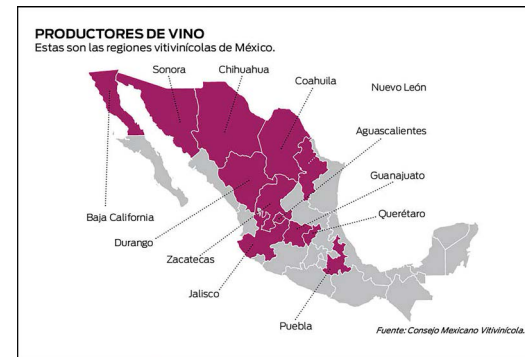 PRODUCTORES DE VINO
Estas son las regiones vitivinícolas de México.
Sonora
Chihuahua
Coahuila
Nuevo León
Aguascalientes
Guanajuato
Querétaro
Baja California
Durango
Zacatecas
Jalisco
Puebla
Fuente: Consejo Mexicano Vitivinícola.